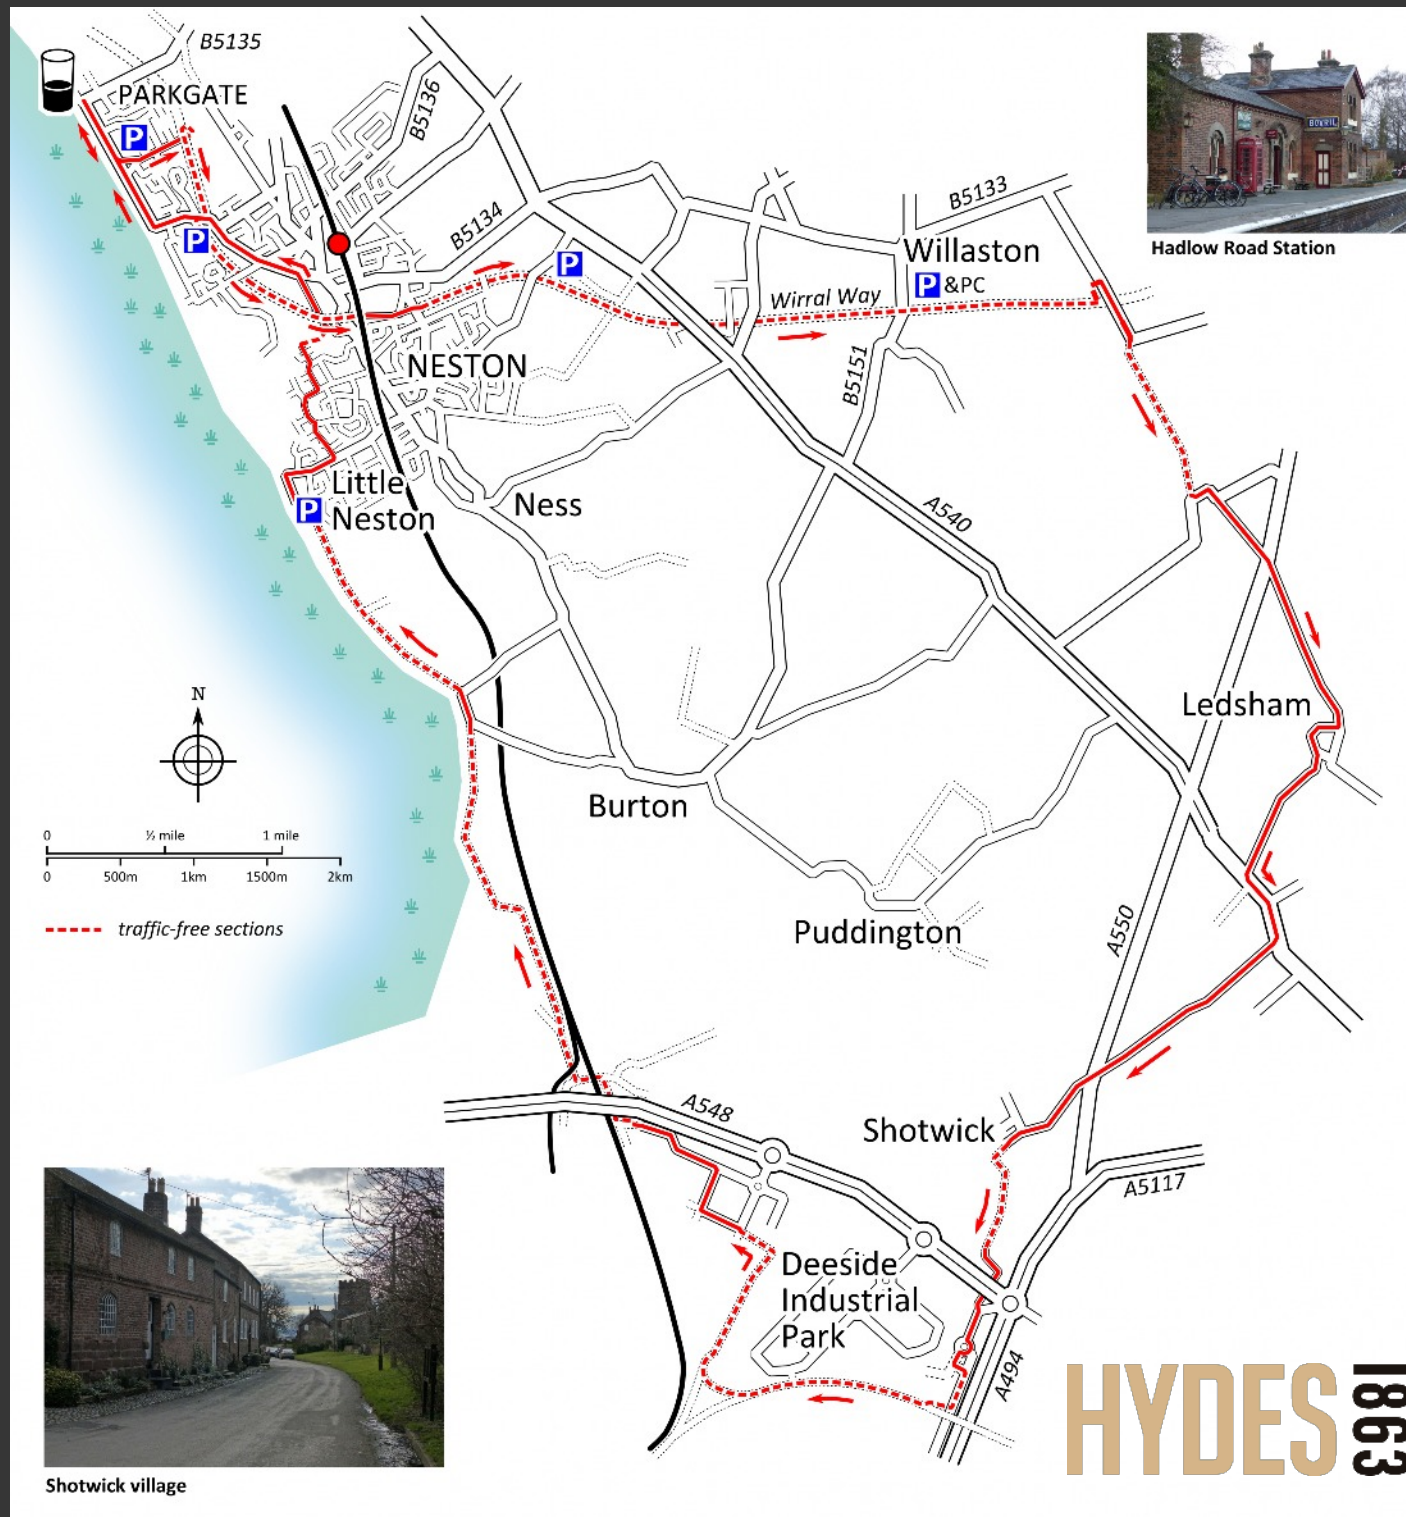 B5135
PARKGATE
P
B5136
BOVRIL
Hadlow Road Station
B5133
B5134
P
P
Willaston
P &PC
Wirral Way
NESTON
B5151
Little
Neston
P
Ness
A540
N
Ledsham
Burton
0 ½ mile 1 mile
0 500m 1km 1500m 2km
traffic-free sections
Puddington
A550
A548
Shotwick
A5117
Deeside
Industrial
Park
A494
HYDES
1863
Shotwick village